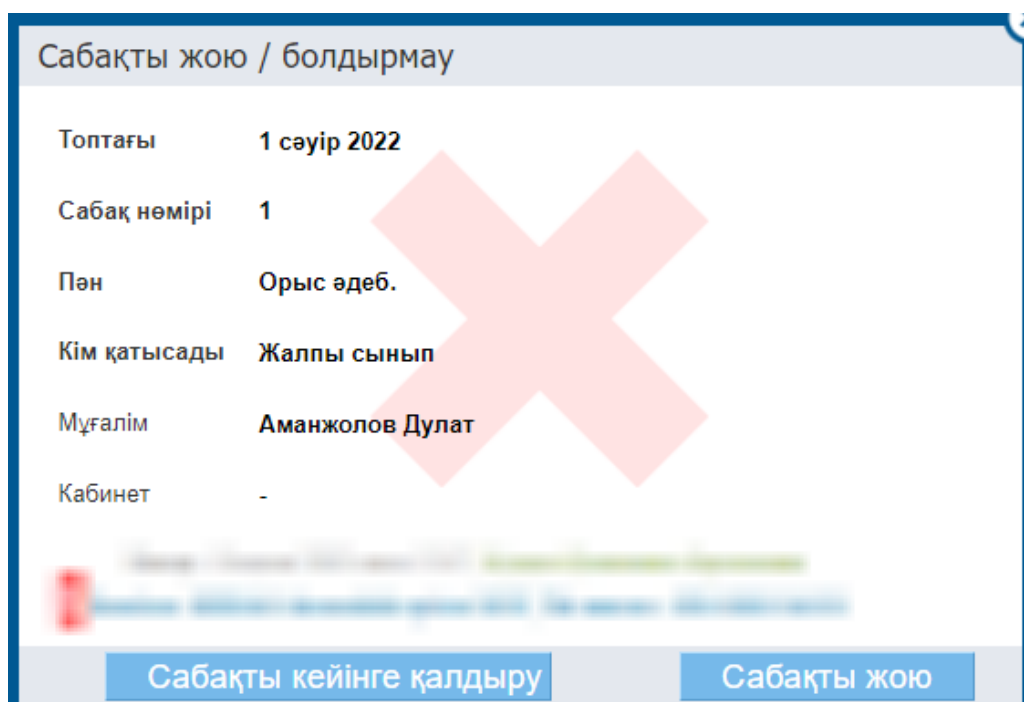 Сабақты жою / болдырмау
Топтағы 1 сәуір 2022
Сабақ нөмірі 1
Пән Орыс әдеб.
Кім қатысады Жалпы сынып
Мұғалім Аманжолов Дулат
Кабинет -
Сабақты кейінге қалдыру Сабақты жою